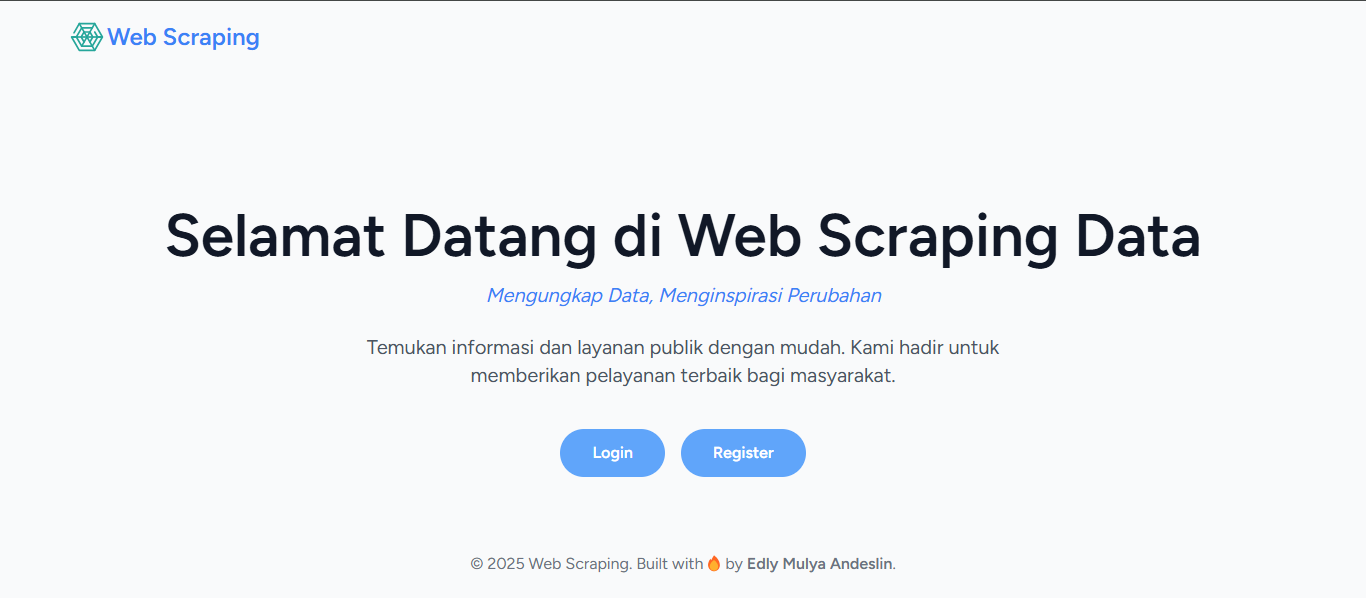 Web Scraping
Selamat Datang di Web Scraping Data
Mengungkap Data, Menginspirasi Perubahan
Temukan informasi dan layanan publik dengan mudah. Kami hadir untuk
memberikan pelayanan terbaik bagi masyarakat.
Login Register
© 2025 Web Scraping. Built with 🔥 by Edly Mulya Andeslin.